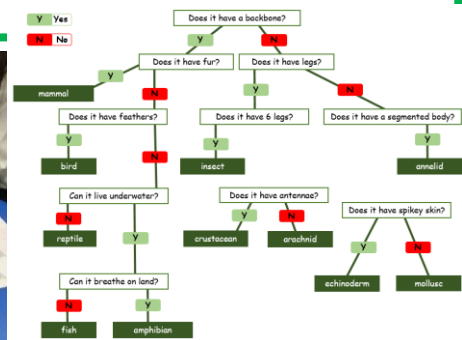 Y Yes
N No
Does it have a backbone?
Y N
Does it have fur? Does it have legs?
Y N Y N
mammal
Does it have feathers? Does it have 6 legs? Does it have a segmented body?
Y N Y Y
bird insect annelid
Can it live underwater? Does it have antennae? Does it have spikey skin?
N Y Y N Y N
reptile crustacean arachnid
Can it breathe on land? echinoderm mollusc
N Y
fish amphibian